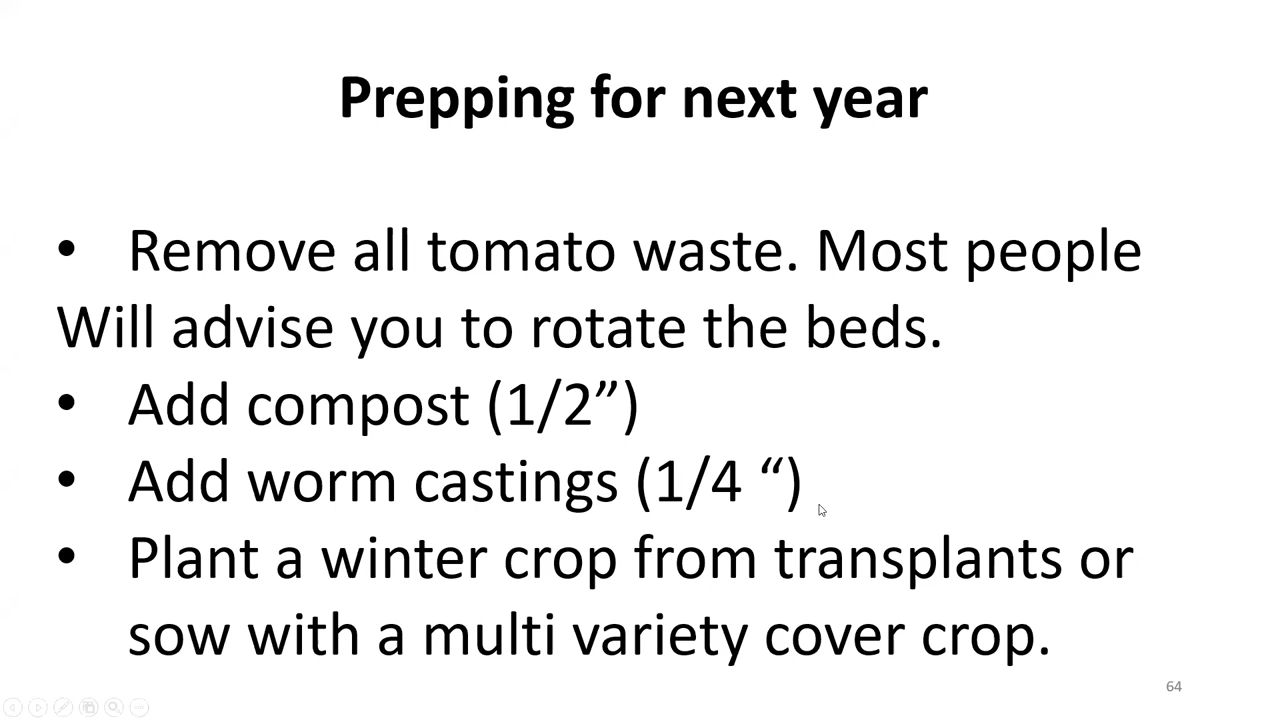 Prepping for next year
• Remove all tomato waste. Most people
Will advise you to rotate the beds.
• Add compost (1/2”)
• Add worm castings (1/4 “)
• Plant a winter crop from transplants or
sow with a multi variety cover crop.
64